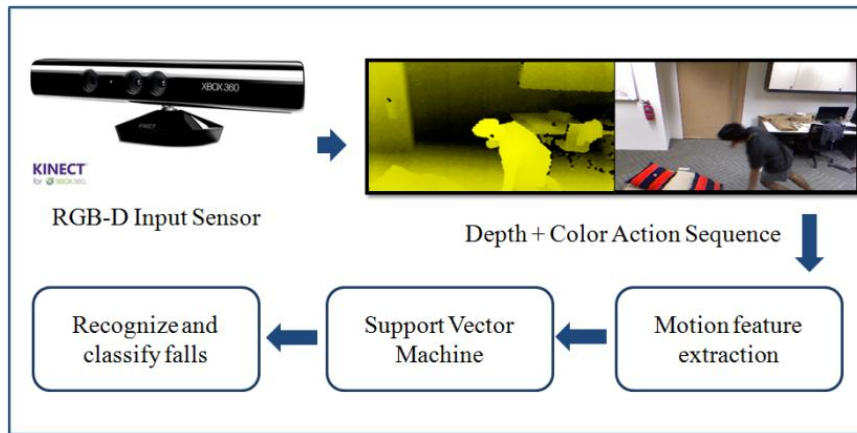 XBOX 360
KINECT
KINECT
for XBOX 360.
RGB-D Input Sensor
Depth + Color Action Sequence
Recognize and
classify falls
Support Vector
Machine
Motion feature
extraction